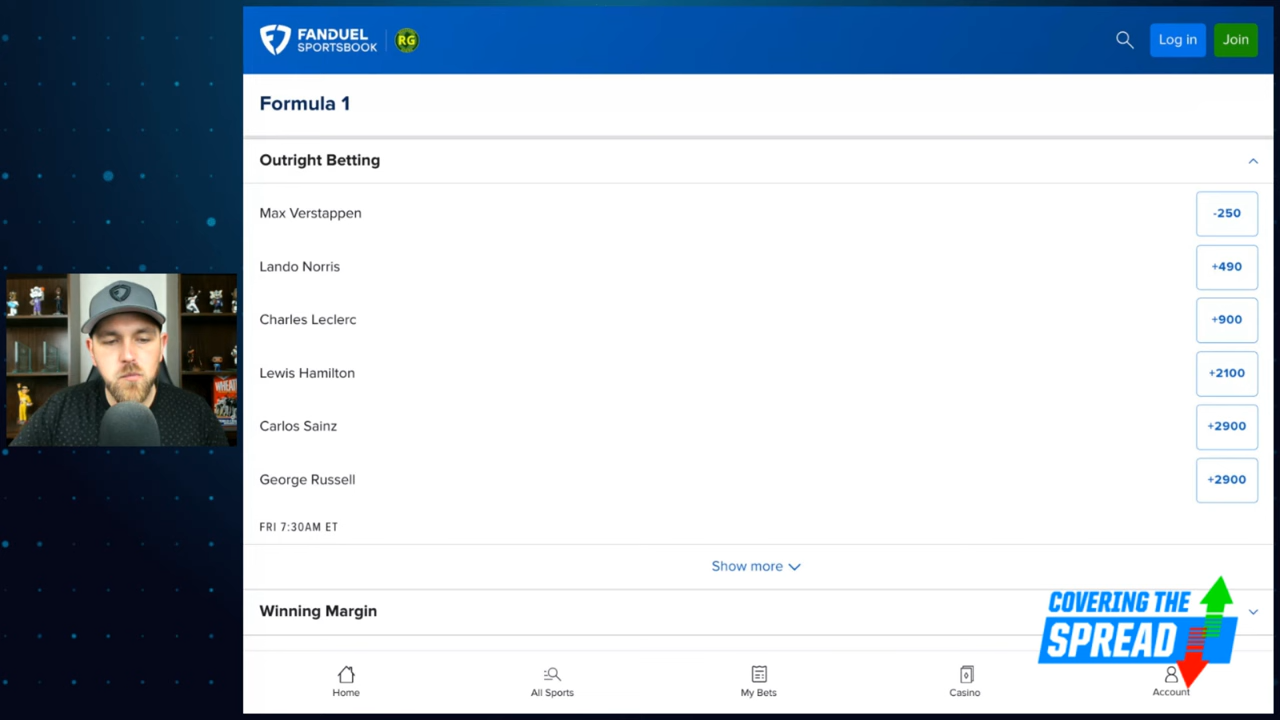 FANDUEL
SPORTSBOOK
RG
Log in
Join
Formula 1
Outright Betting
Max Verstappen
-250
Lando Norris
+490
Charles Leclerc
+900
Lewis Hamilton
+2100
Carlos Sainz
+2900
George Russell
+2900
FRI 7:30AM ET
Show more
Winning Margin
COVERING THE
SPREAD
Home
All Sports
My Bets
Casino
Account
WHEATIES